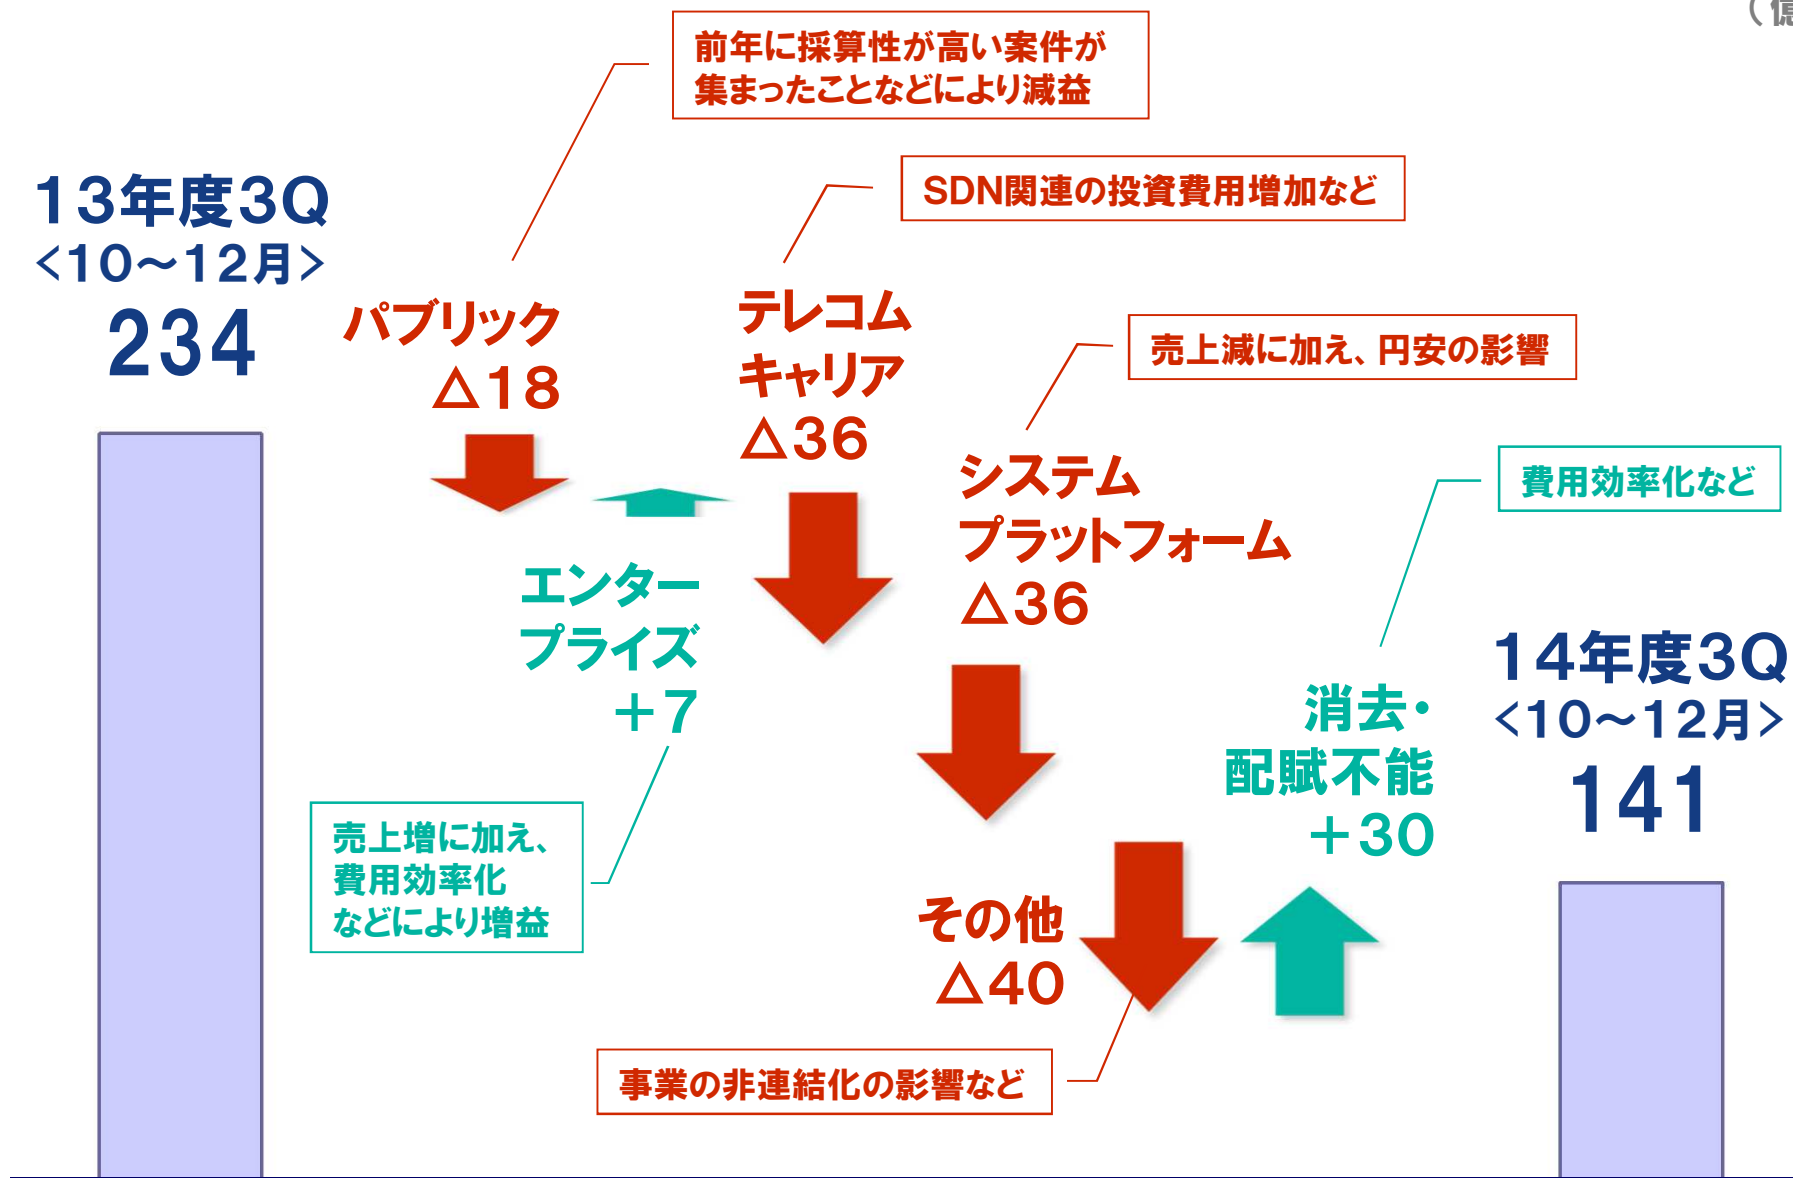 （億
前年に採算性が高い案件が
集まったことなどにより減益
SDN関連の投資費用増加など
13年度3Q
<10～12月>
234
パブリック
△18
テレコム
キャリア
△36
売上減に加え、円安の影響
システム
プラットフォーム
△36
費用効率化など
エンター
プライズ
＋7
売上増に加え、
費用効率化
などにより増益
消去・
配賦不能
＋30
14年度3Q
<10～12月>
141
その他
△40
事業の非連結化の影響など